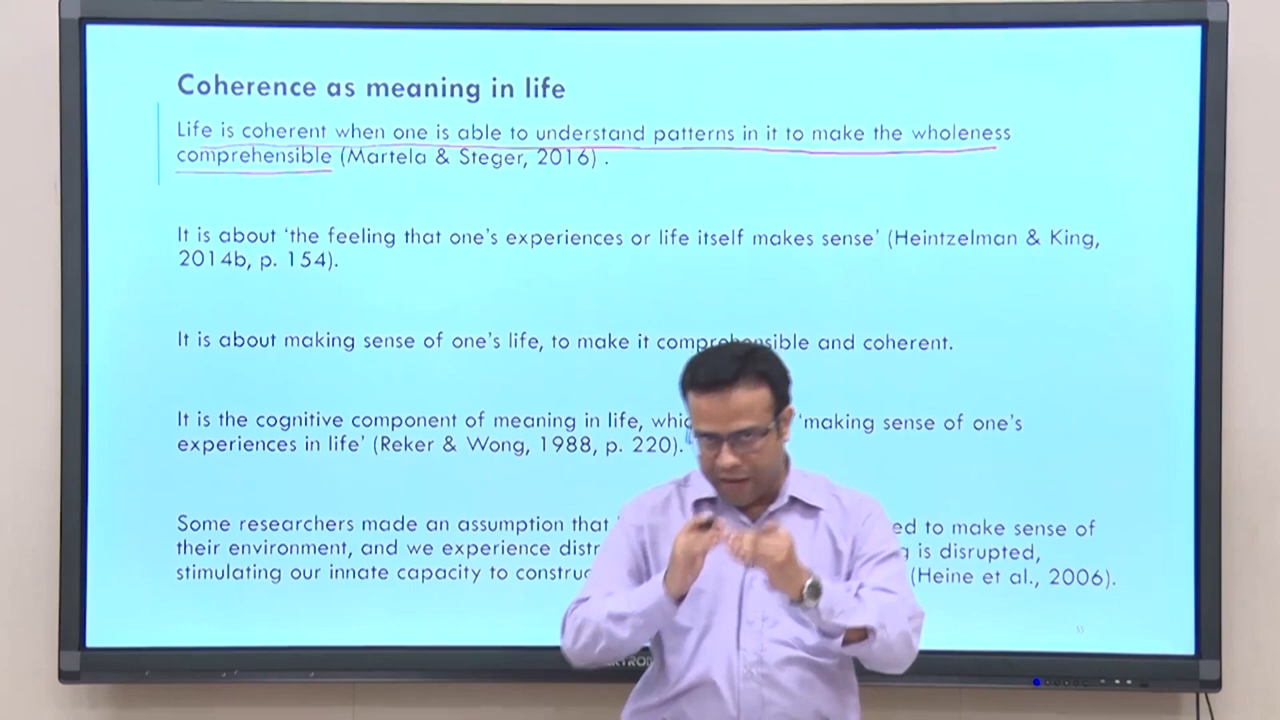 Coherence as meaning in life
Life is coherent when one is able to understand patterns in it to make the wholeness
comprehensible (Martela & Steger, 2016) .
It is about ‘the feeling that one’s experiences or life itself makes sense’ (Heintzelman & King,
2014b, p. 154).
It is about making sense of one’s life, to make it comprehensible and coherent.
It is the cognitive component of meaning in life, ‘making sense of one’s
experiences in life’ (Reker & Wong, 1988, p. 220).
Some researchers made an assumption that to make sense of
their environment, and we experience is disrupted,
stimulating our innate capacity to (Heine et al., 2006).